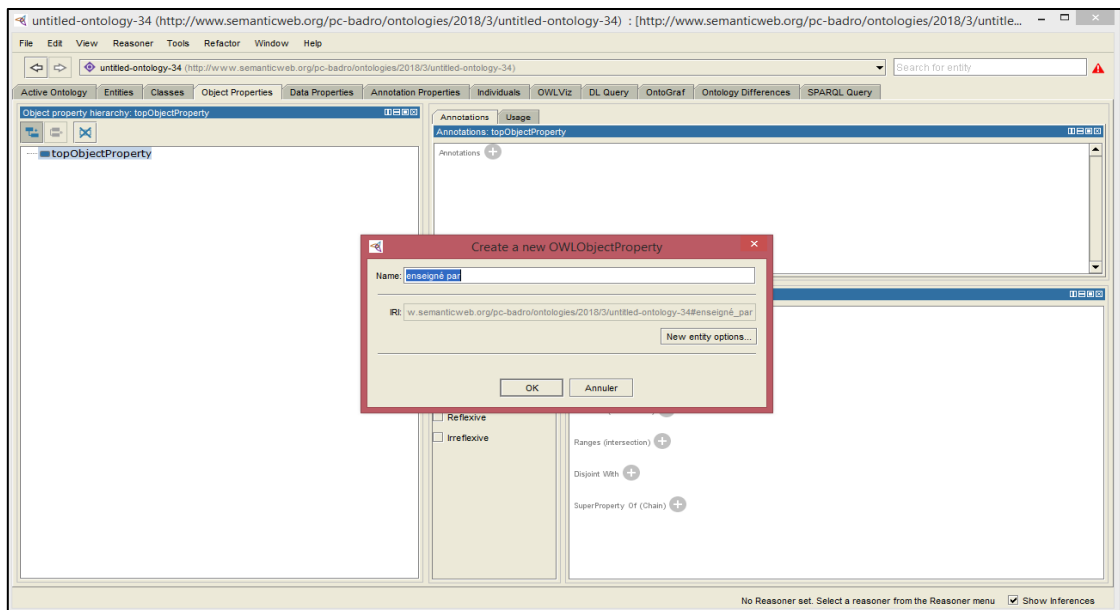 untitled-ontology-34 (http://www.semanticweb.org/pc-badro/ontologies/2018/3/untitled-ontology-34) : [http://www.semanticweb.org/pc-badro/ontologies/2018/3/untitle...
File Edit View Reasoner Tools Refactor Window Help
untitled-ontology-34 (http://www.semanticweb.org/pc-badro/ontologies/2018/3/untitled-ontology-34) Search for entity
Active Ontology Entities Classes Object Properties Data Properties Annotation Properties Individuals OWLViz DL Query OntoGraf Ontology Differences SPARQL Query
Object property hierarchy: topObjectProperty
topObjectProperty
Annotations Usage
Annotations: topObjectProperty
Annotations
Create a new OWLObjectProperty
Name: enseigné par
IRI: w.semanticweb.org/pc-badro/ontologies/2018/3/untitled-ontology-34#enseigné_par
New entity options...
OK Annuler
Reflexive
Irreflexive
Ranges (intersection)
Disjoint With
SuperProperty Of (Chain)
No Reasoner set. Select a reasoner from the Reasoner menu Show Inferences